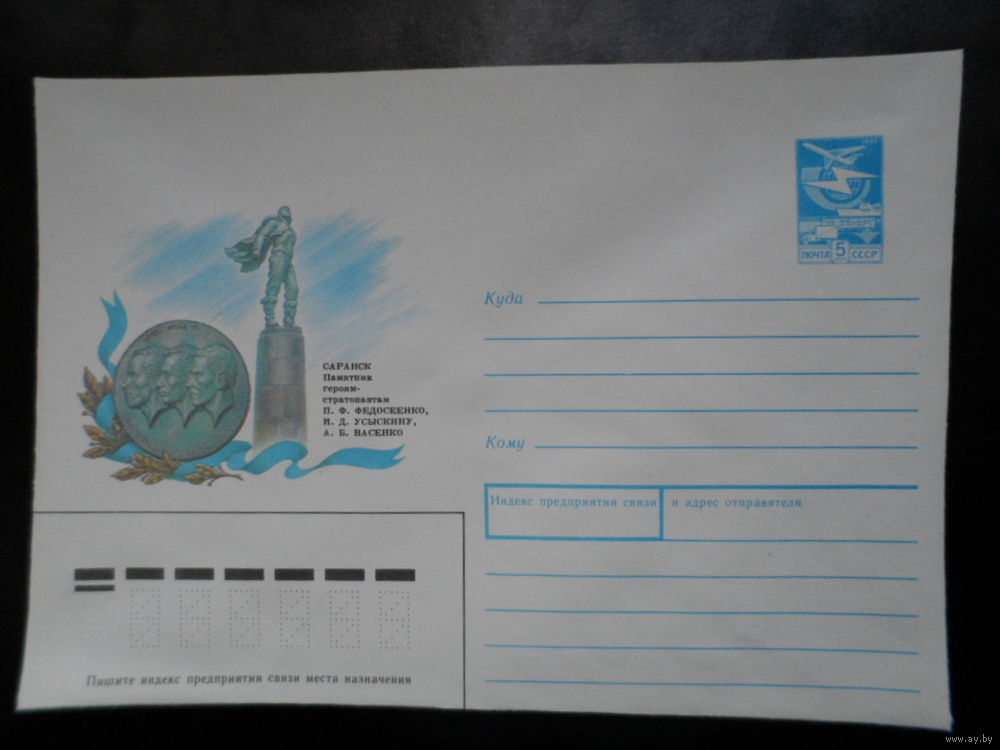 ПОЧТА 5 СССР
САРАНСК
Памятник
героям-
стратонавтам
П. Ф. ФЕДОСЕЕНКО,
И. Д. УСЫСКИНУ,
А. Б. ВАСЕНКО
Куда
Кому
Индекс предприятия связи и адрес отправителя
Пишите индекс предприятия связи места назначения
www.ay.by